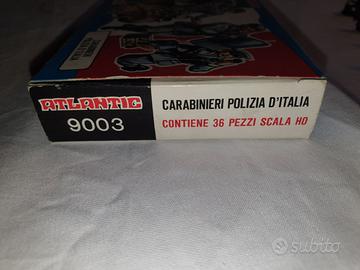 ATLANTIC
9003
CARABINIERI POLIZIA D'ITALIA
CONTIENE 36 PEZZI SCALA HO
subito